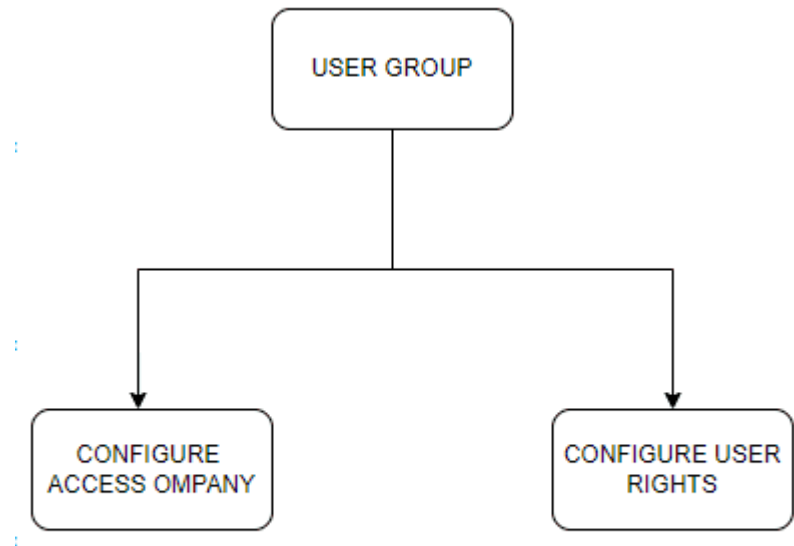 USER GROUP
CONFIGURE
ACCESS OMPANY
CONFIGURE USER
RIGHTS